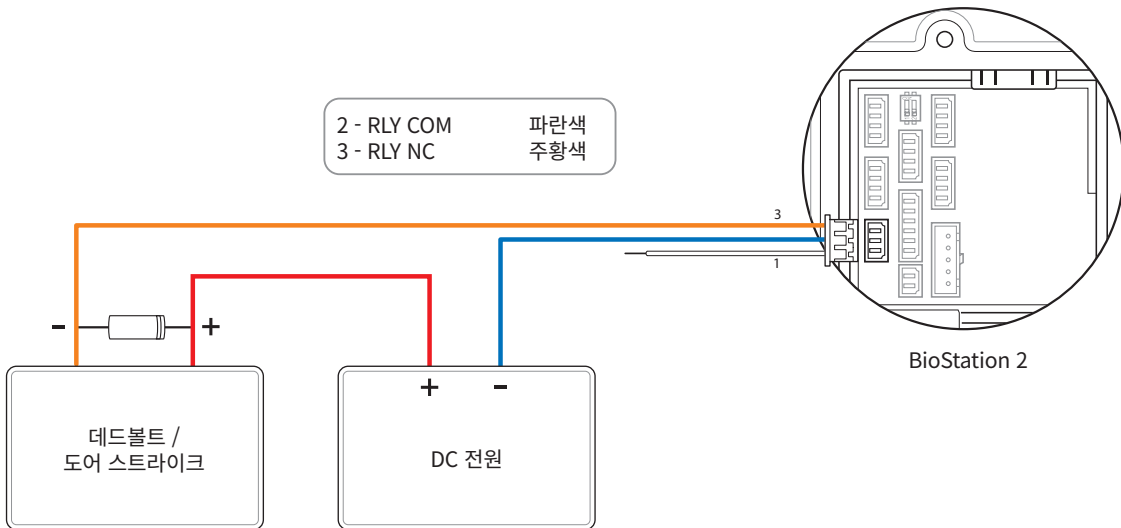 2 - RLY COM 파란색
3 - RLY NC 주황색
3
1
- +
+ -
BioStation 2
데드볼트 /
도어 스트라이크
DC 전원